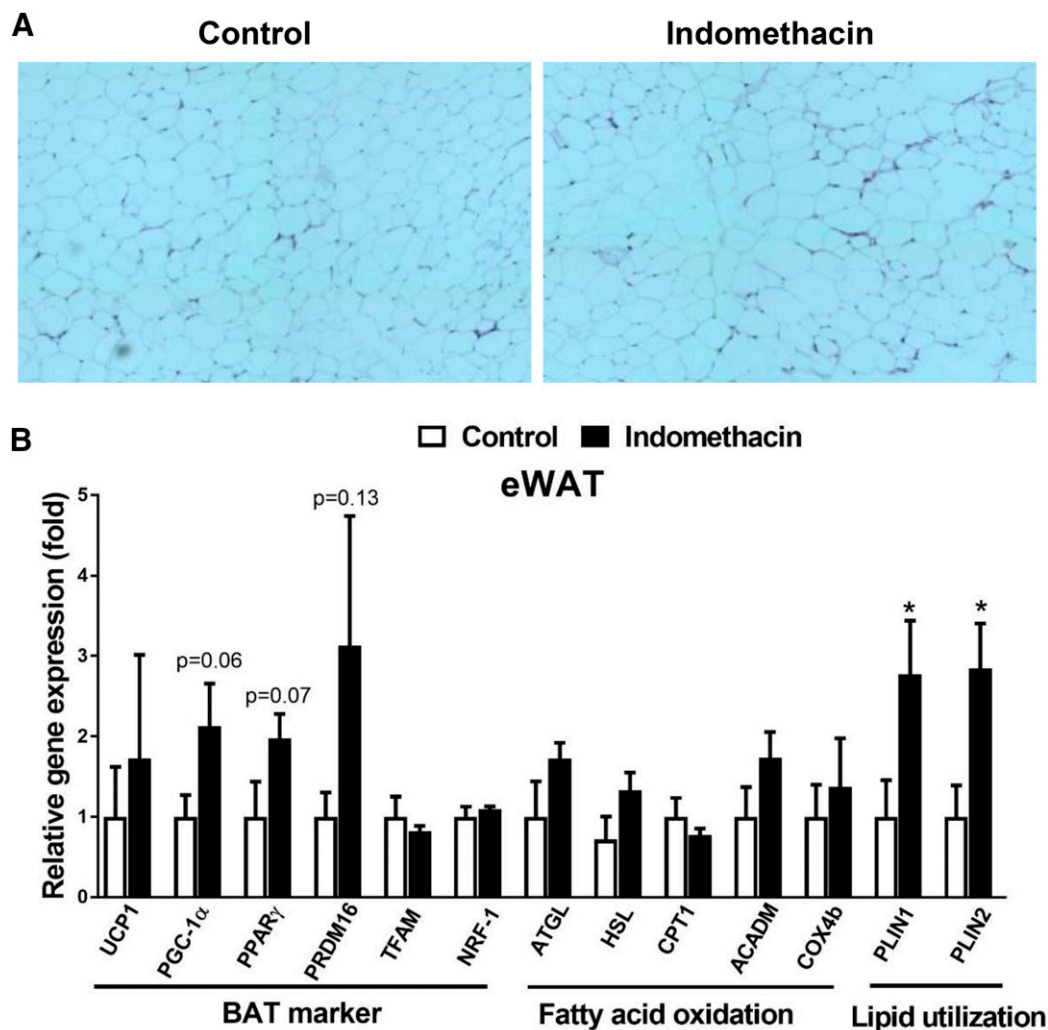 A
Control Indomethacin
B
Control Indomethacin
eWAT
Relative gene expression (fold)
5
4
3
2
1
0
p=0.06
p=0.07
p=0.13
*
*
UCP1
PGC-1α
PPARγ
PRDM16
TFAM
NRF-1
ATGL
HSL
CPT1
ACADM
COX4b
PLIN1
PLIN2
BAT marker Fatty acid oxidation Lipid utilization